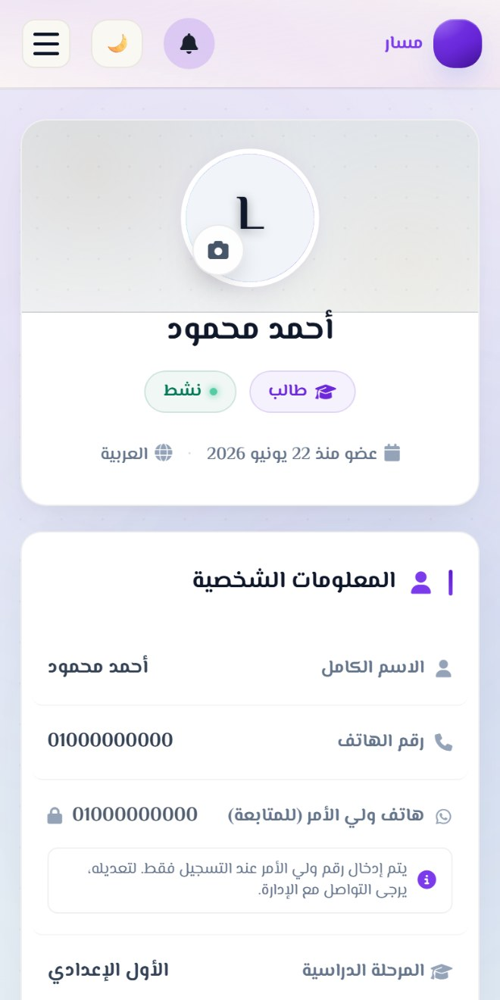 مسار
L
أحمد محمود
طالب
نشط
عضو منذ 22 يونيو 2026 · العربية
المعلومات الشخصية
الاسم الكامل أحمد محمود
رقم الهاتف 01000000000
هاتف ولي الأمر (للمتابعة) 01000000000
يتم إدخال رقم ولي الأمر عند التسجيل فقط. لتعديله،
يرجى التواصل مع الإدارة.
المرحلة الدراسية الأول الإعدادي